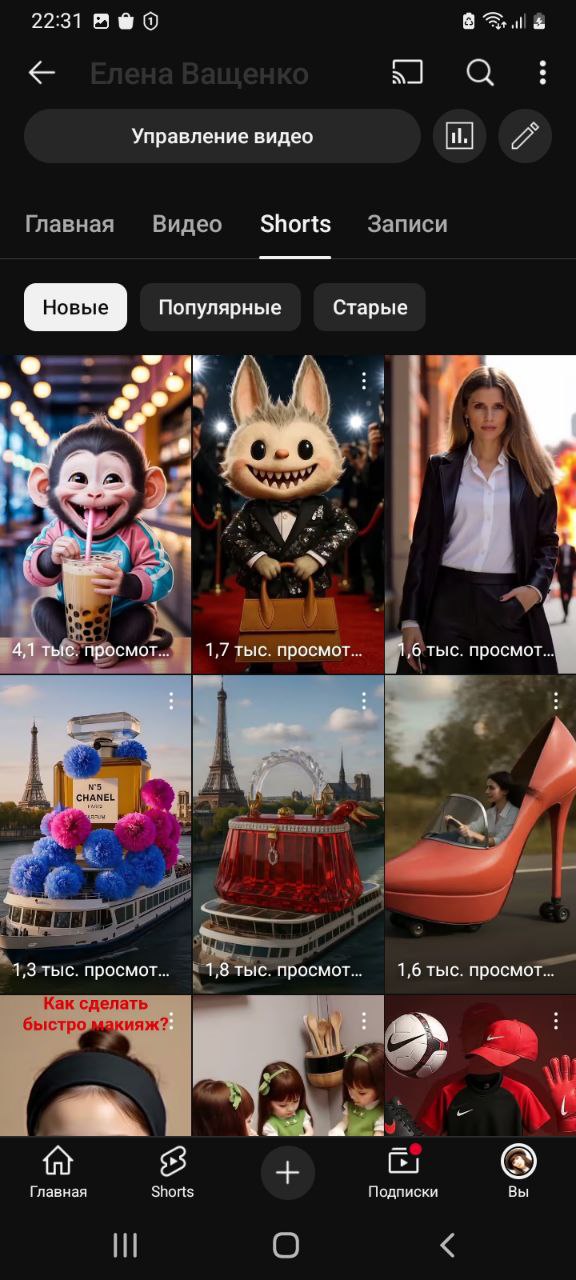 22:31
Елена Ващенко
Управление видео
Главная Видео Shorts Записи
Новые Популярные Старые
4,1 тыс. просмот…
1,7 тыс. просмот…
1,6 тыс. просмот…
N°5
CHANEL
PARIS
PARFUM
1,3 тыс. просмот…
1,8 тыс. просмот…
1,6 тыс. просмот…
Как сделать
быстро макияж?
Главная Shorts Подписки Вы